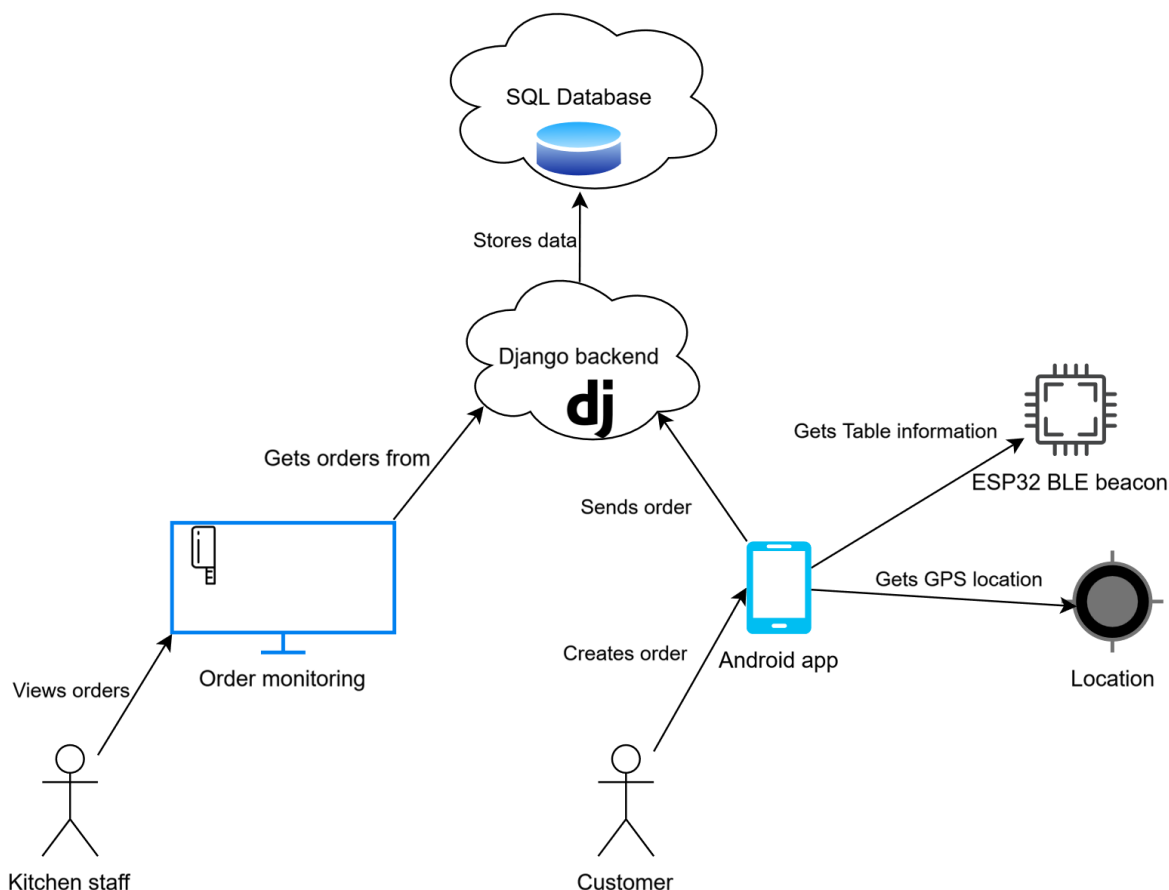 SQL Database
Stores data
Django backend
dj
Gets orders from
Sends order
Gets Table information
ESP32 BLE beacon
Gets GPS location
Location
Android app
Order monitoring
Creates order
Views orders
Kitchen staff
Customer